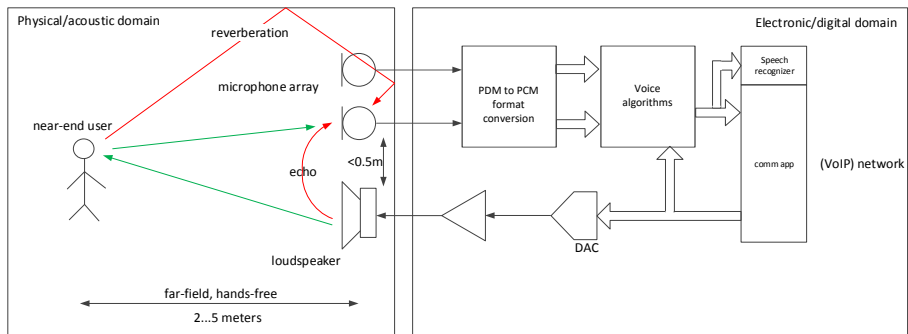 Physical/acoustic domain
Electronic/digital domain
reverberation
microphone array
near-end user
<0.5m
echo
loudspeaker
far-field, hands-free
2...5 meters
PDM to PCM
format
conversion
Voice
algorithms
Speech
recognizer
comm app
(VoIP) network
DAC